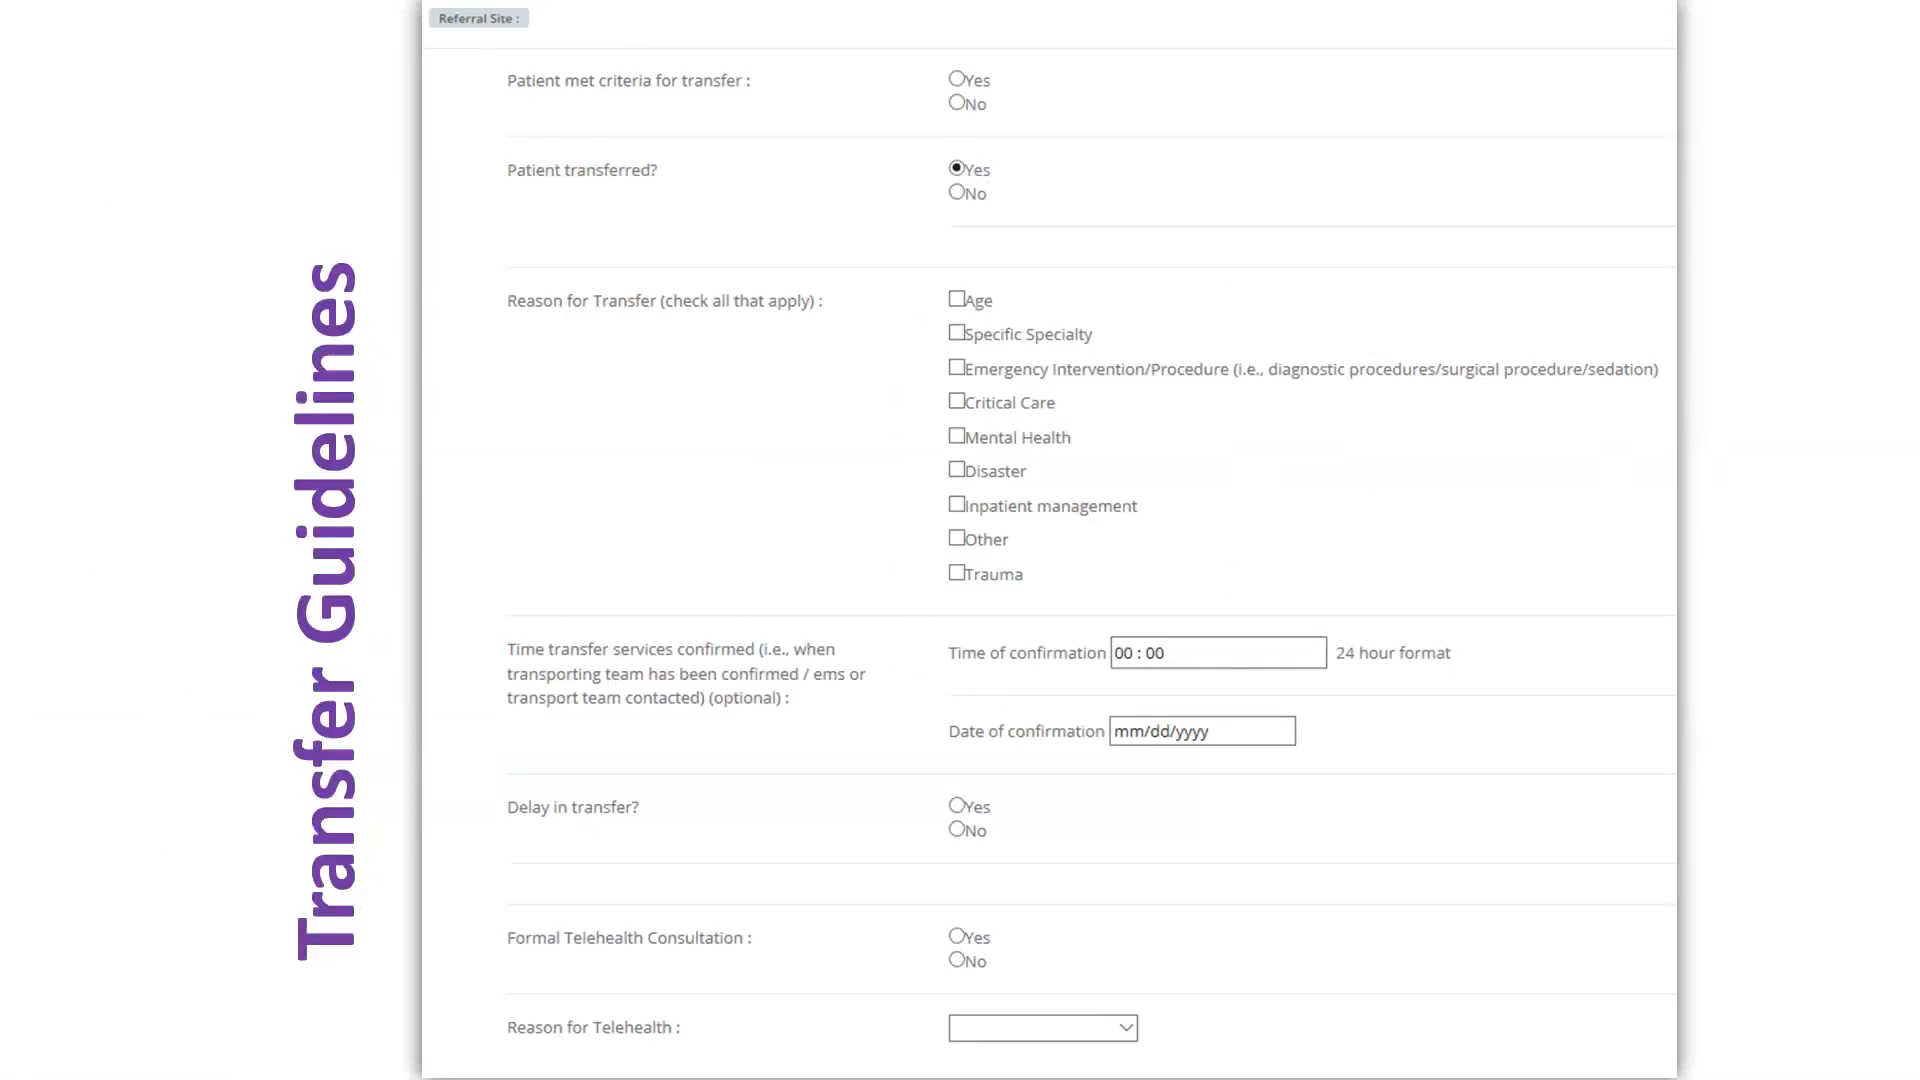 Transfer Guidelines
Referral Site :
Patient met criteria for transfer :
Yes
No
Patient transferred?
Yes
No
Reason for Transfer (check all that apply) :
Age
Specific Specialty
Emergency Intervention/Procedure (i.e., diagnostic procedures/surgical procedure/sedation)
Critical Care
Mental Health
Disaster
Inpatient management
Other
Trauma
Time transfer services confirmed (i.e., when
transporting team has been confirmed / ems or
transport team contacted) (optional) :
Time of confirmation 00 : 00 24 hour format
Date of confirmation mm/dd/yyyy
Delay in transfer?
Yes
No
Formal Telehealth Consultation :
Yes
No
Reason for Telehealth :